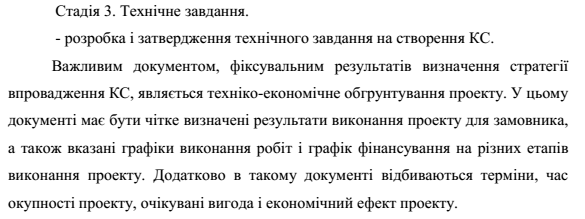 Стадія 3. Технічне завдання.
- розробка і затвердження технічного завдання на створення КС.
Важливим документом, фіксувальним результатів визначення стратегії
впровадження КС, являється техніко-економічне обгрунтування проекту. У цьому
документі має бути чітке визначені результати виконання проекту для замовника,
а також вказані графіки виконання робіт і графік фінансування на різних етапів
виконання проекту. Додатково в такому документі відбиваються терміни, час
окупності проекту, очікувані вигода і економічний ефект проекту.